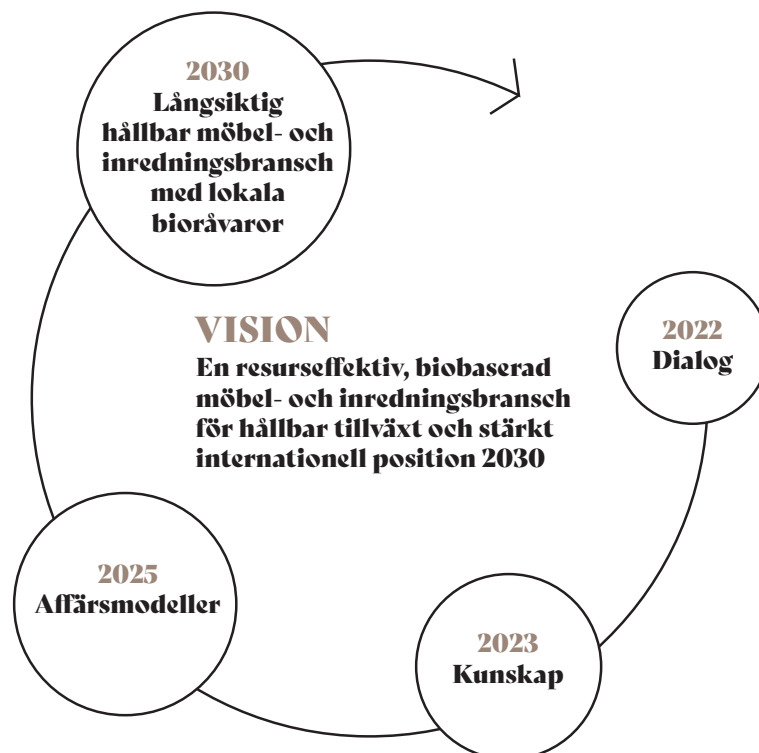 2030
Långsiktig
hållbar möbel- och
inredningsbransch
med lokala
bioråvaror
VISION
En resurseffektiv, biobaserad
möbel- och inredningsbransch
för hållbar tillväxt och stärkt
internationell position 2030
2022
Dialog
2025
Affärsmodeller
2023
Kunskap